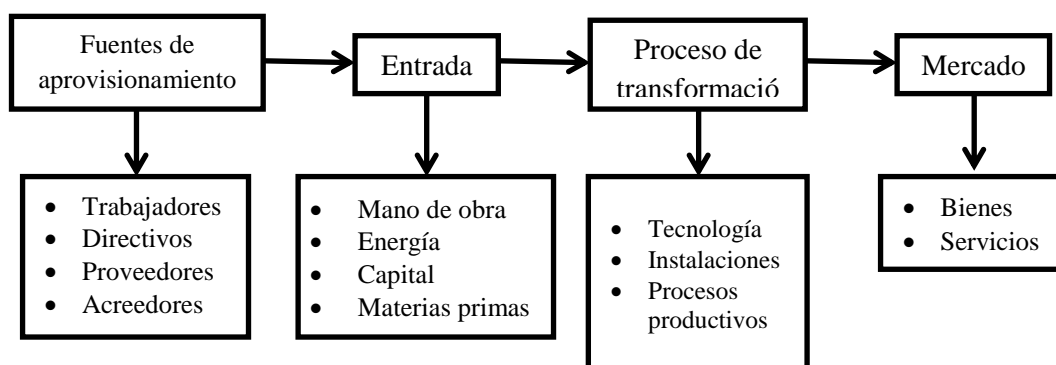 Fuentes de
aprovisionamiento
Entrada
Proceso de
transformació
Mercado
• Trabajadores
• Directivos
• Proveedores
• Acreedores
• Mano de obra
• Energía
• Capital
• Materias primas
• Tecnología
• Instalaciones
• Procesos
productivos
• Bienes
• Servicios